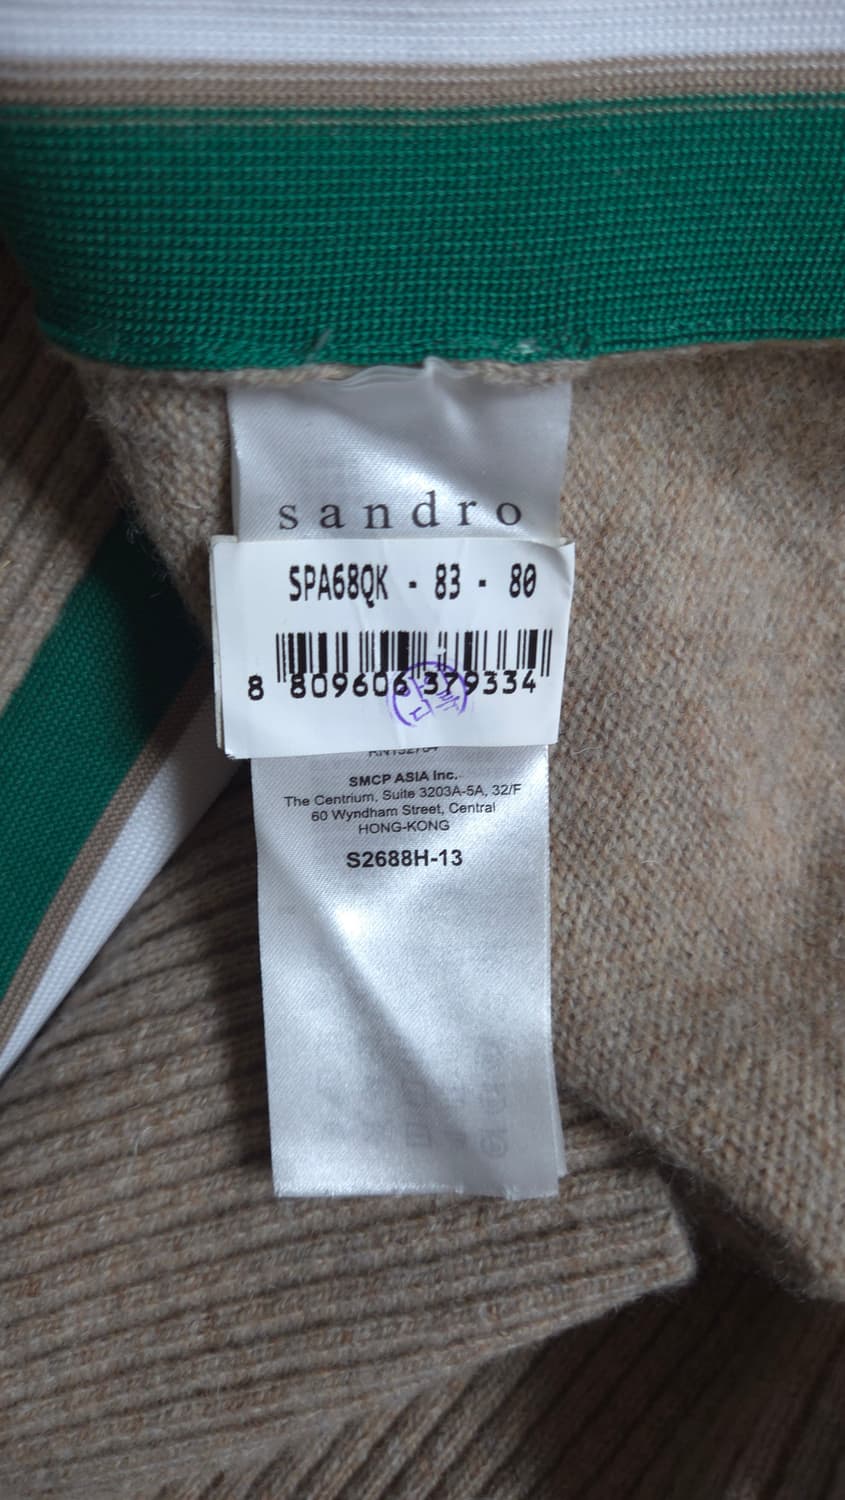 sandro
SPA68QK - 83 - 80
8 809606 379334
SMCP ASIA Inc.
The Centrium, Suite 3203A-5A, 32/F
60 Wyndham Street, Central
HONG-KONG
S2688H-13